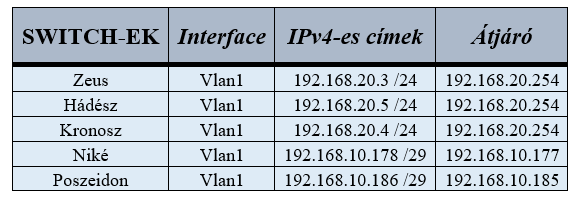 SWITCH-EK Interface IPv4-es címek Átjáró
Zeus Vlan1 192.168.20.3 /24 192.168.20.254
Hádész Vlan1 192.168.20.5 /24 192.168.20.254
Kronosz Vlan1 192.168.20.4 /24 192.168.20.254
Niké Vlan1 192.168.10.178 /29 192.168.10.177
Poszeidon Vlan1 192.168.10.186 /29 192.168.10.185